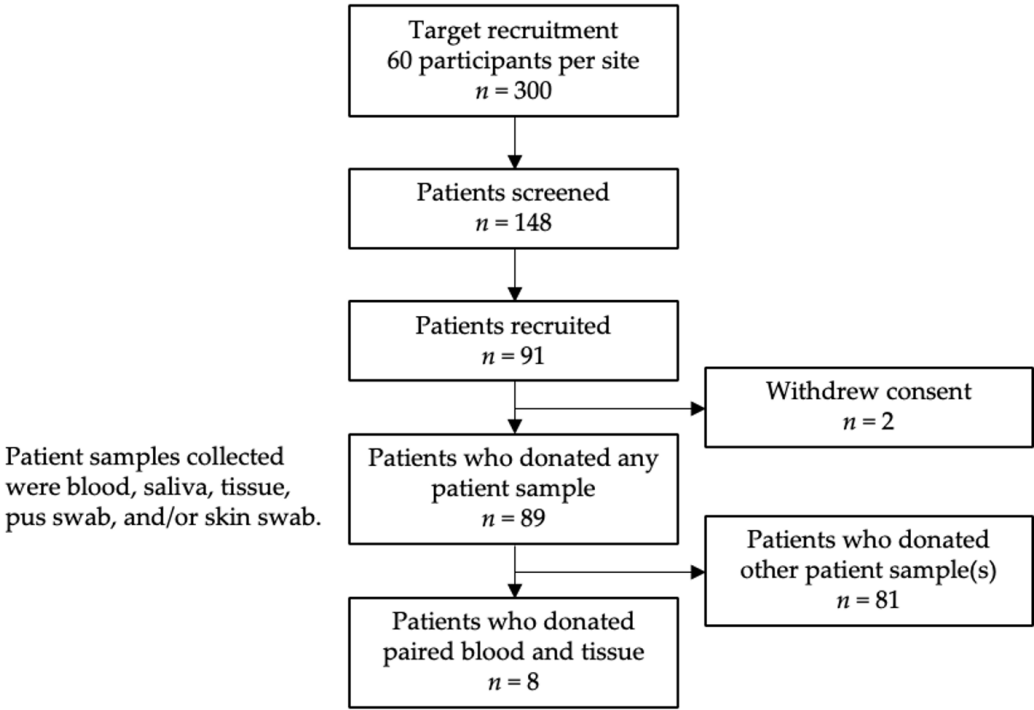 Target recruitment
60 participants per site
n = 300
Patients screened
n = 148
Patients recruited
n = 91
Withdrew consent
n = 2
Patient samples collected
were blood, saliva, tissue,
pus swab, and/or skin swab.
Patients who donated any
patient sample
n = 89
Patients who donated
other patient sample(s)
n = 81
Patients who donated
paired blood and tissue
n = 8